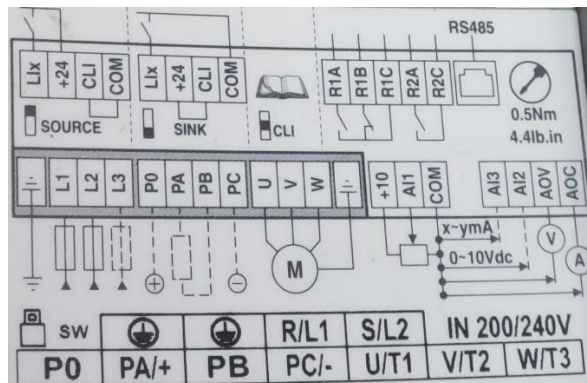 RS485
LIx +24 CLI COM LIx +24 CLI COM R1A R1B R1C R2A R2C
SOURCE SINK CLI
0.5Nm
4.4lb.in
L1 L2 L3 P0 PA PB PC U V W +10 AI1 COM AI3 AI2 AOV AOC
x~ymA
0~10Vdc
M V A
SW R/L1 S/L2 IN 200/240V
P0 PA/+ PB PC/- U/T1 V/T2 W/T3